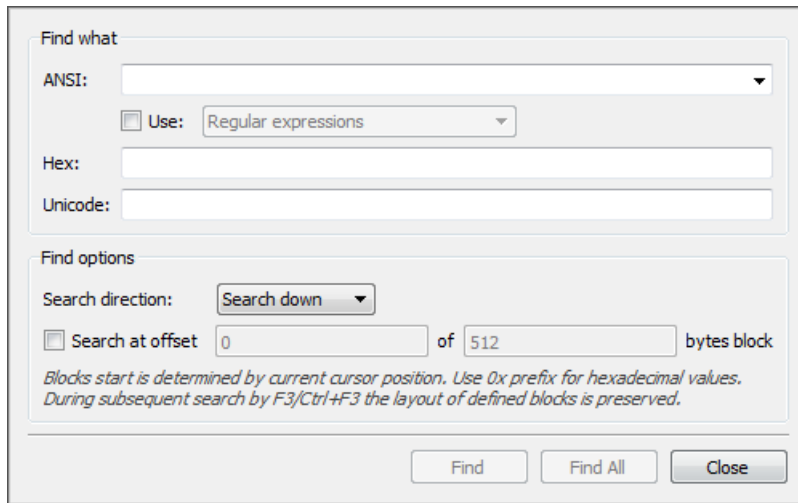 Find what
ANSI:
Use: Regular expressions
Hex:
Unicode:
Find options
Search direction: Search down
Search at offset 0 of 512 bytes block
Blocks start is determined by current cursor position. Use 0x prefix for hexadecimal values.
During subsequent search by F3/Ctrl+F3 the layout of defined blocks is preserved.
Find Find All Close